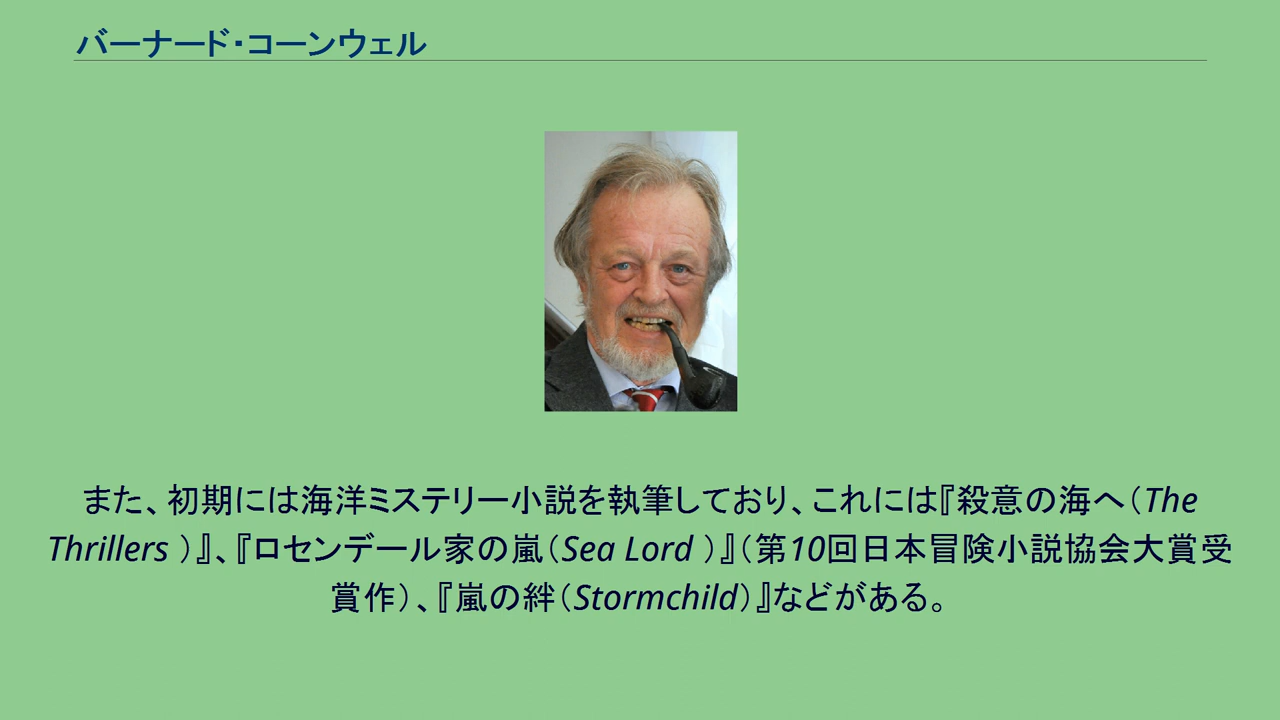 バーナード・コーンウェル
また、初期には海洋ミステリー小説を執筆しており、これには『殺意の海へ（The
Thrillers ）』、『ロセンデール家の嵐（Sea Lord ）』（第10回日本冒険小説協会大賞受
賞作）、『嵐の絆（Stormchild）』などがある。